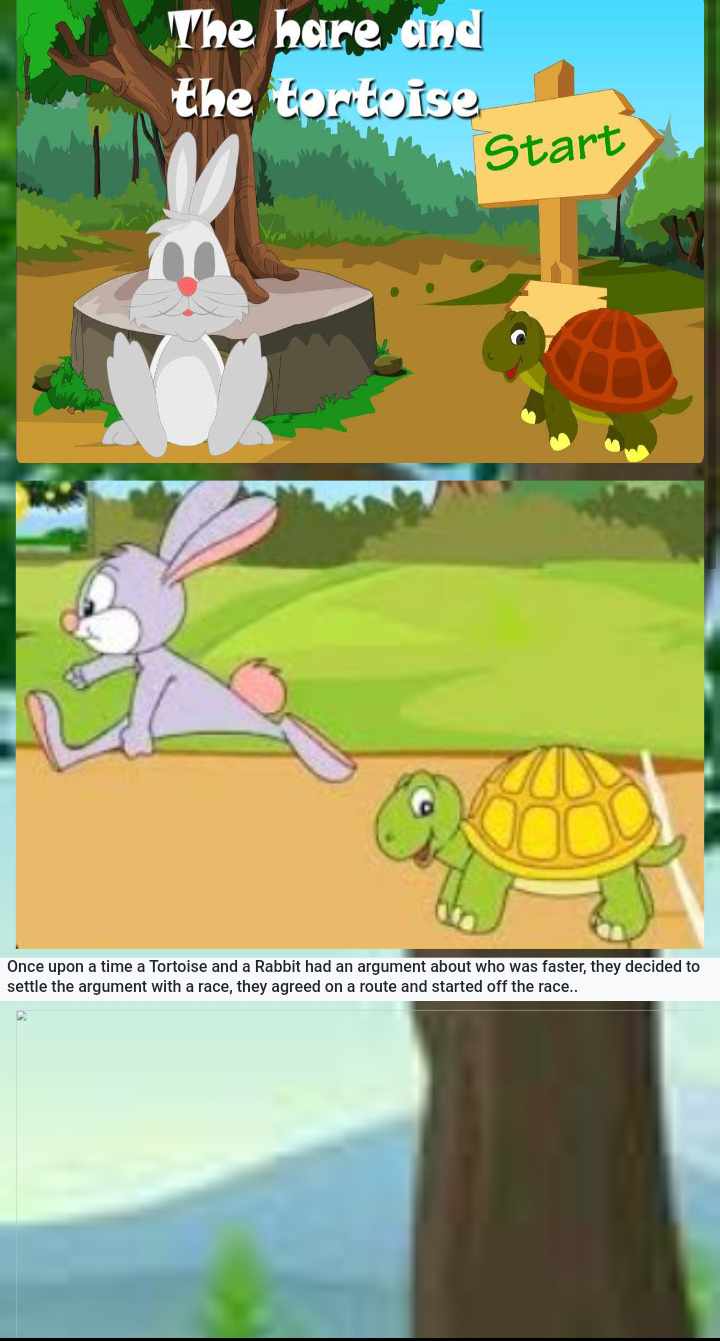 The hare and
the tortoise
Start
Once upon a time a Tortoise and a Rabbit had an argument about who was faster, they decided to
settle the argument with a race, they agreed on a route and started off the race..